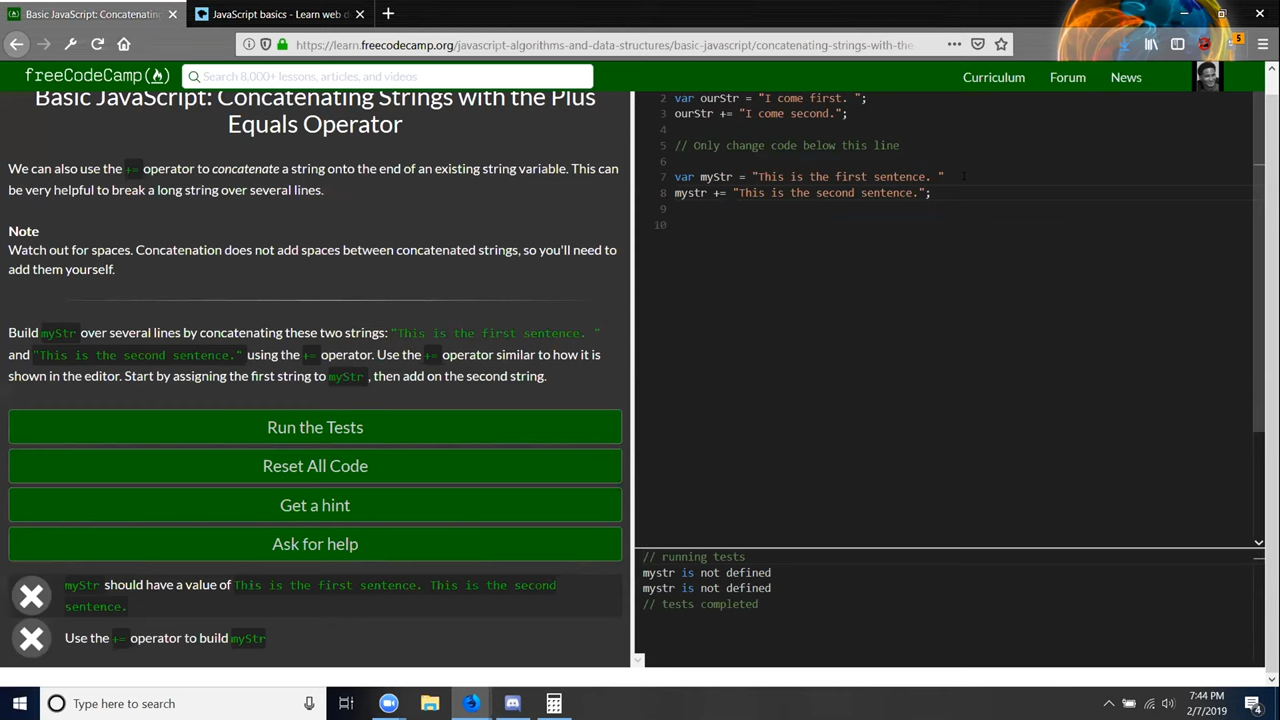 Basic JavaScript: Concatenating
JavaScript basics - Learn web d
https://learn.freecodecamp.org/javascript-algorithms-and-data-structures/basic-javascript/concatenating-strings-with-the-
5
freeCodeCamp
Search 8,000+ lessons, articles, and videos
Curriculum
Forum
News
Basic JavaScript: Concatenating Strings with the Plus
Equals Operator
We can also use the += operator to concatenate a string onto the end of an existing string variable. This can
be very helpful to break a long string over several lines.
Note
Watch out for spaces. Concatenation does not add spaces between concatenated strings, so you'll need to
add them yourself.
Build myStr over several lines by concatenating these two strings: "This is the first sentence. "
and "This is the second sentence." using the += operator. Use the += operator similar to how it is
shown in the editor. Start by assigning the first string to myStr, then add on the second string.
Run the Tests
Reset All Code
Get a hint
Ask for help
myStr should have a value of This is the first sentence. This is the second
sentence.
Use the += operator to build myStr
2 var ourStr = "I come first. ";
3 ourStr += "I come second.";
4
5 // Only change code below this line
6
7 var myStr = "This is the first sentence. "
8 mystr += "This is the second sentence.";
9
10
// running tests
mystr is not defined
mystr is not defined
// tests completed
Type here to search
7:44 PM
2/7/2019
4